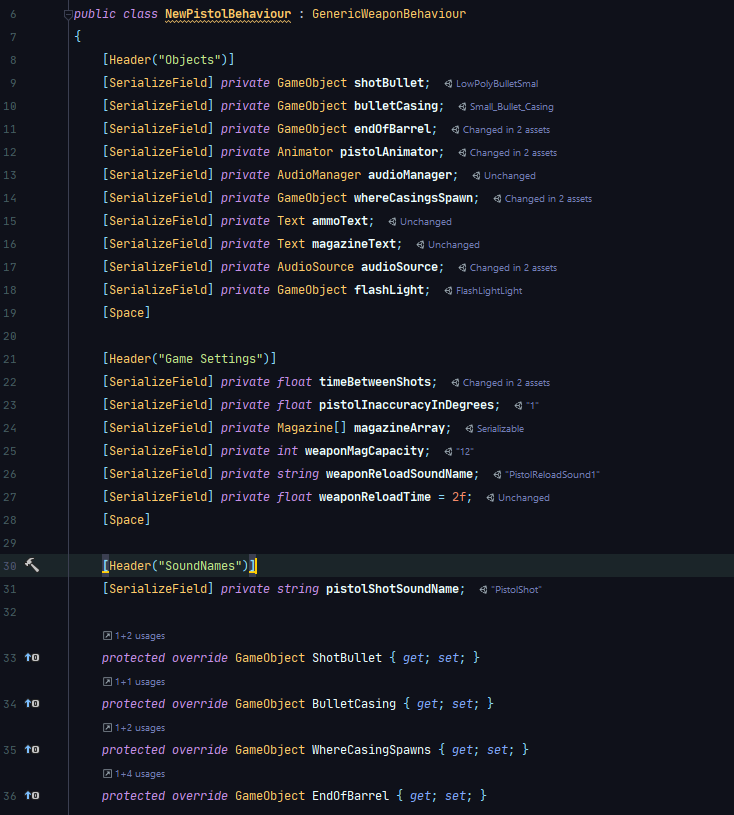 6 public class NewPistolBehaviour : GenericWeaponBehaviour
7 {
8 [Header("Objects")]
9 [SerializeField] private GameObject shotBullet; LowPolyBulletSmal
10 [SerializeField] private GameObject bulletCasing; Small_Bullet_Casing
11 [SerializeField] private GameObject endOfBarrel; Changed in 2 assets
12 [SerializeField] private Animator pistolAnimator; Changed in 2 assets
13 [SerializeField] private AudioManager audioManager; Unchanged
14 [SerializeField] private GameObject whereCasingsSpawn; Changed in 2 assets
15 [SerializeField] private Text ammoText; Unchanged
16 [SerializeField] private Text magazineText; Unchanged
17 [SerializeField] private AudioSource audioSource; Changed in 2 assets
18 [SerializeField] private GameObject flashLight; FlashLightLight
19 [Space]
20
21 [Header("Game Settings")]
22 [SerializeField] private float timeBetweenShots; Changed in 2 assets
23 [SerializeField] private float pistolInaccuracyInDegrees; "1"
24 [SerializeField] private Magazine[] magazineArray; Serializable
25 [SerializeField] private int weaponMagCapacity; "12"
26 [SerializeField] private string weaponReloadSoundName; "PistolReloadSound1"
27 [SerializeField] private float weaponReloadTime = 2f; Unchanged
28 [Space]
29
30 [Header("SoundNames")]
31 [SerializeField] private string pistolShotSoundName; "PistolShot"
32
1+2 usages
33 protected override GameObject ShotBullet { get; set; }
1+1 usages
34 protected override GameObject BulletCasing { get; set; }
1+2 usages
35 protected override GameObject WhereCasingSpawns { get; set; }
1+4 usages
36 protected override GameObject EndOfBarrel { get; set; }